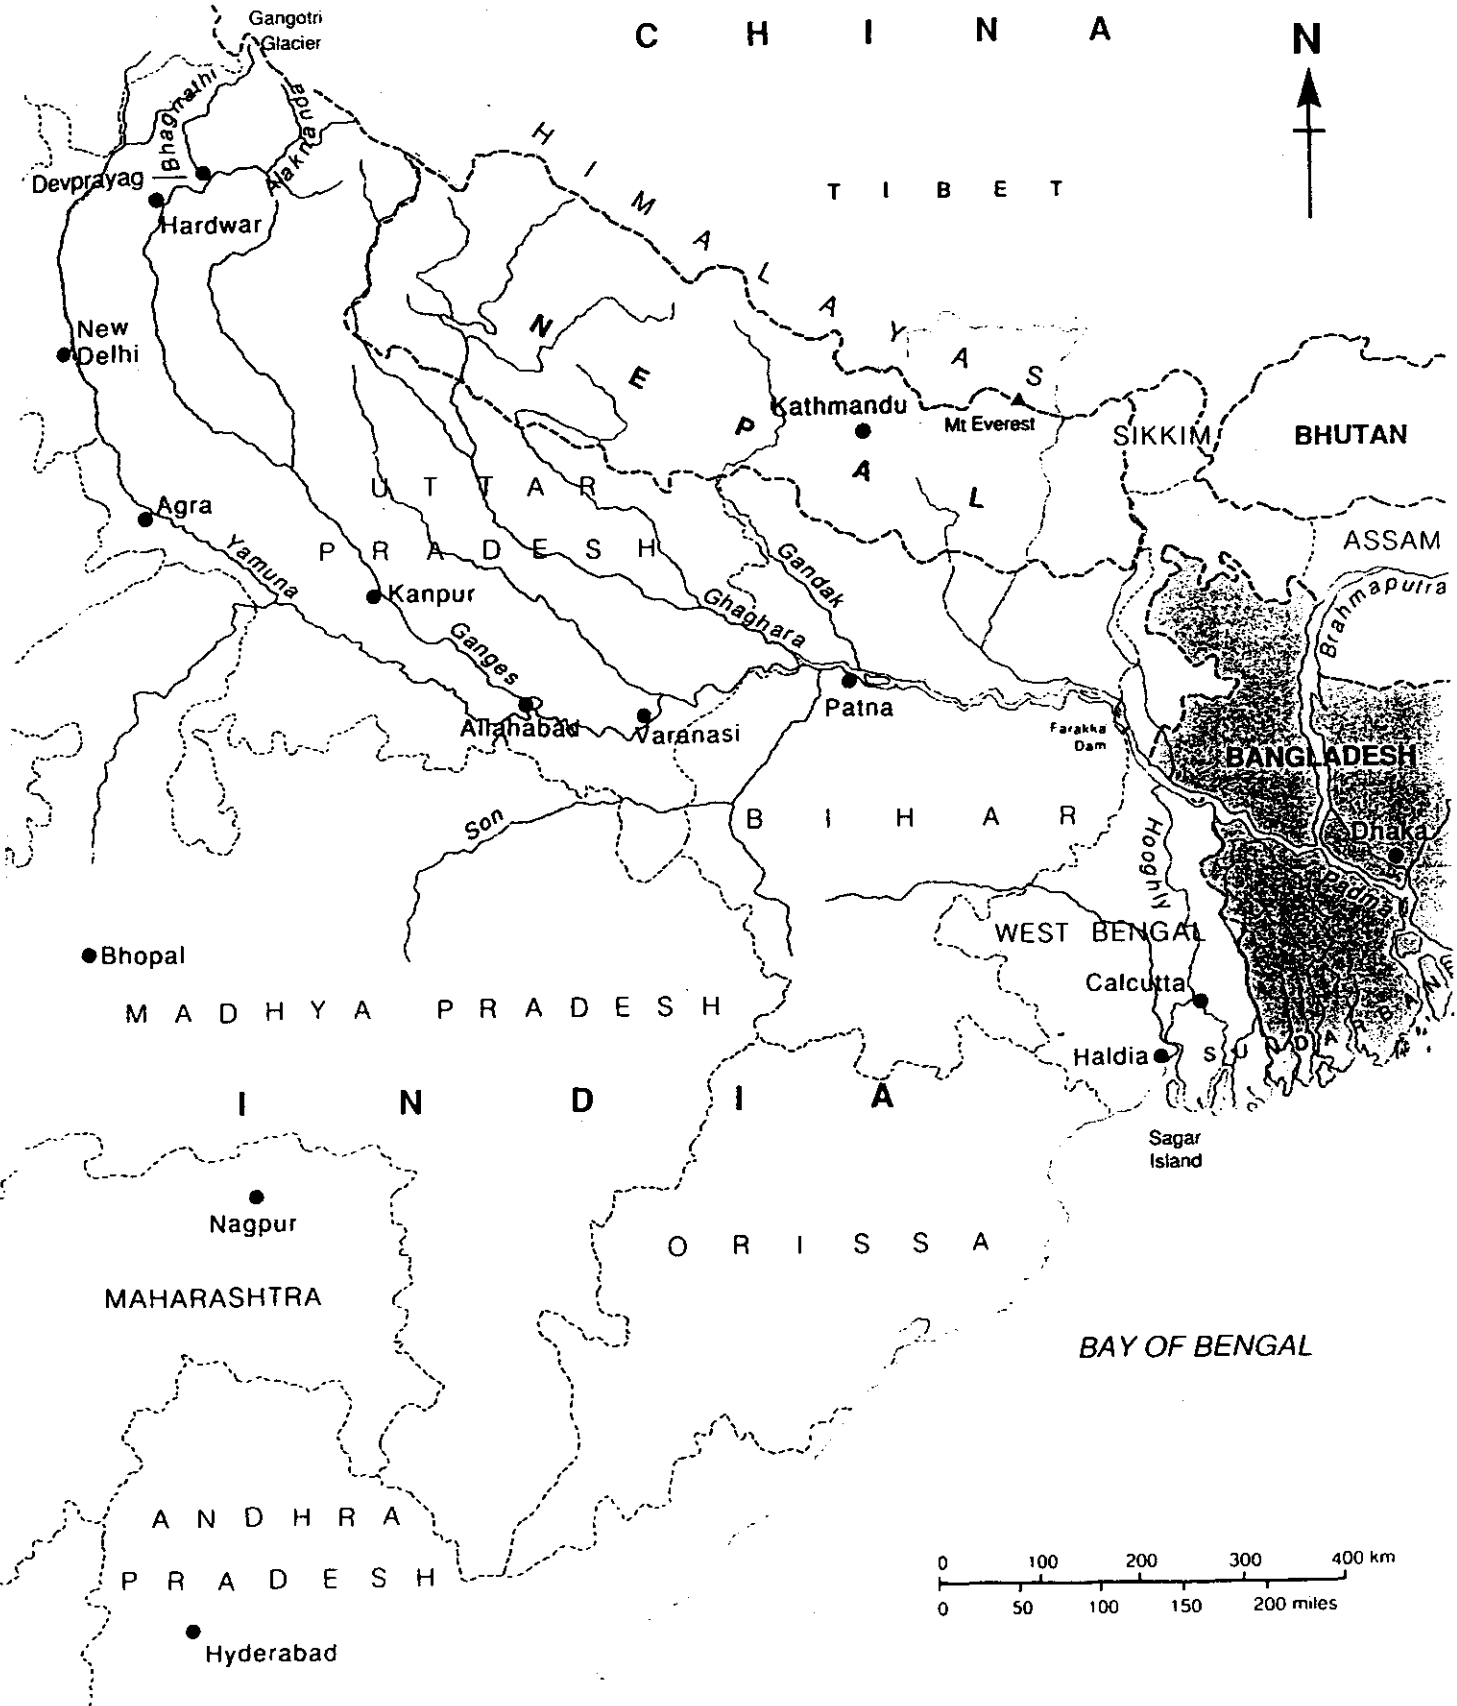 Gangotri
Glacier
C H I N A
N
Bhagirathi
Alaknanda
Devprayag
Hardwar
H I M A L A Y A S
T I B E T
New
Delhi
N E P A L
Kathmandu
Mt Everest
SIKKIM
BHUTAN
ASSAM
Agra
Yamuna
U T T A R
P R A D E S H
Kanpur
Ganges
Gandak
Ghaghara
Brahmaputra
Allahabad
Varanasi
Patna
Farakka
Dam
BANGLADESH
Dhaka
Padma
Son
B I H A R
Hooghly
WEST BENGAL
Calcutta
Haldia
S U N D A R B A N
Bhopal
M A D H Y A P R A D E S H
I N D I A
Sagar
Island
Nagpur
MAHARASHTRA
O R I S S A
BAY OF BENGAL
A N D H R A
P R A D E S H
Hyderabad
0 100 200 300 400 km
0 50 100 150 200 miles